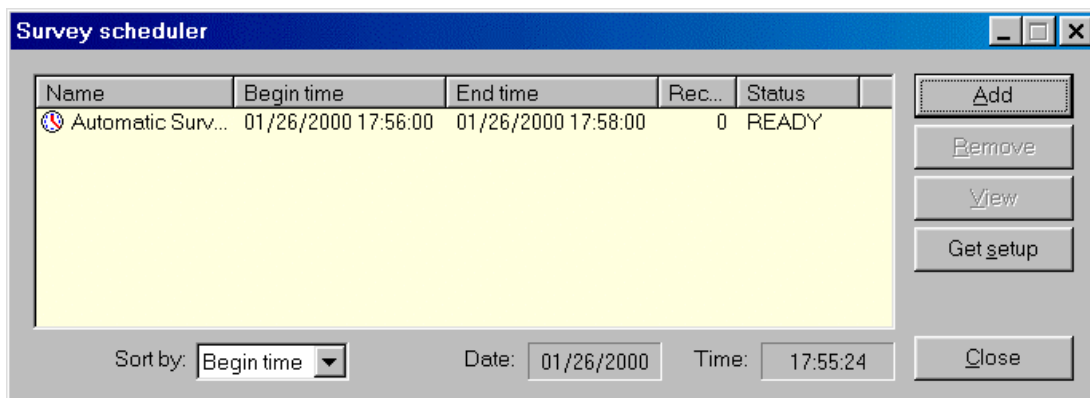 Survey scheduler
Name Begin time End time Rec... Status
Automatic Surv... 01/26/2000 17:56:00 01/26/2000 17:58:00 0 READY
Add
Remove
View
Get setup
Sort by: Begin time Date: 01/26/2000 Time: 17:55:24 Close